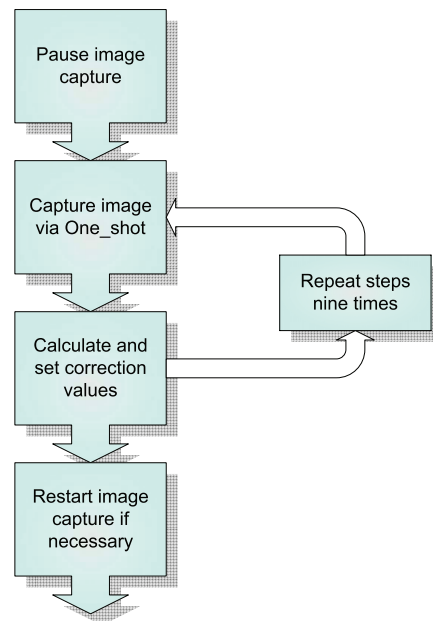 Pause image
capture
Capture image
via One_shot
Repeat steps
nine times
Calculate and
set correction
values
Restart image
capture if
necessary